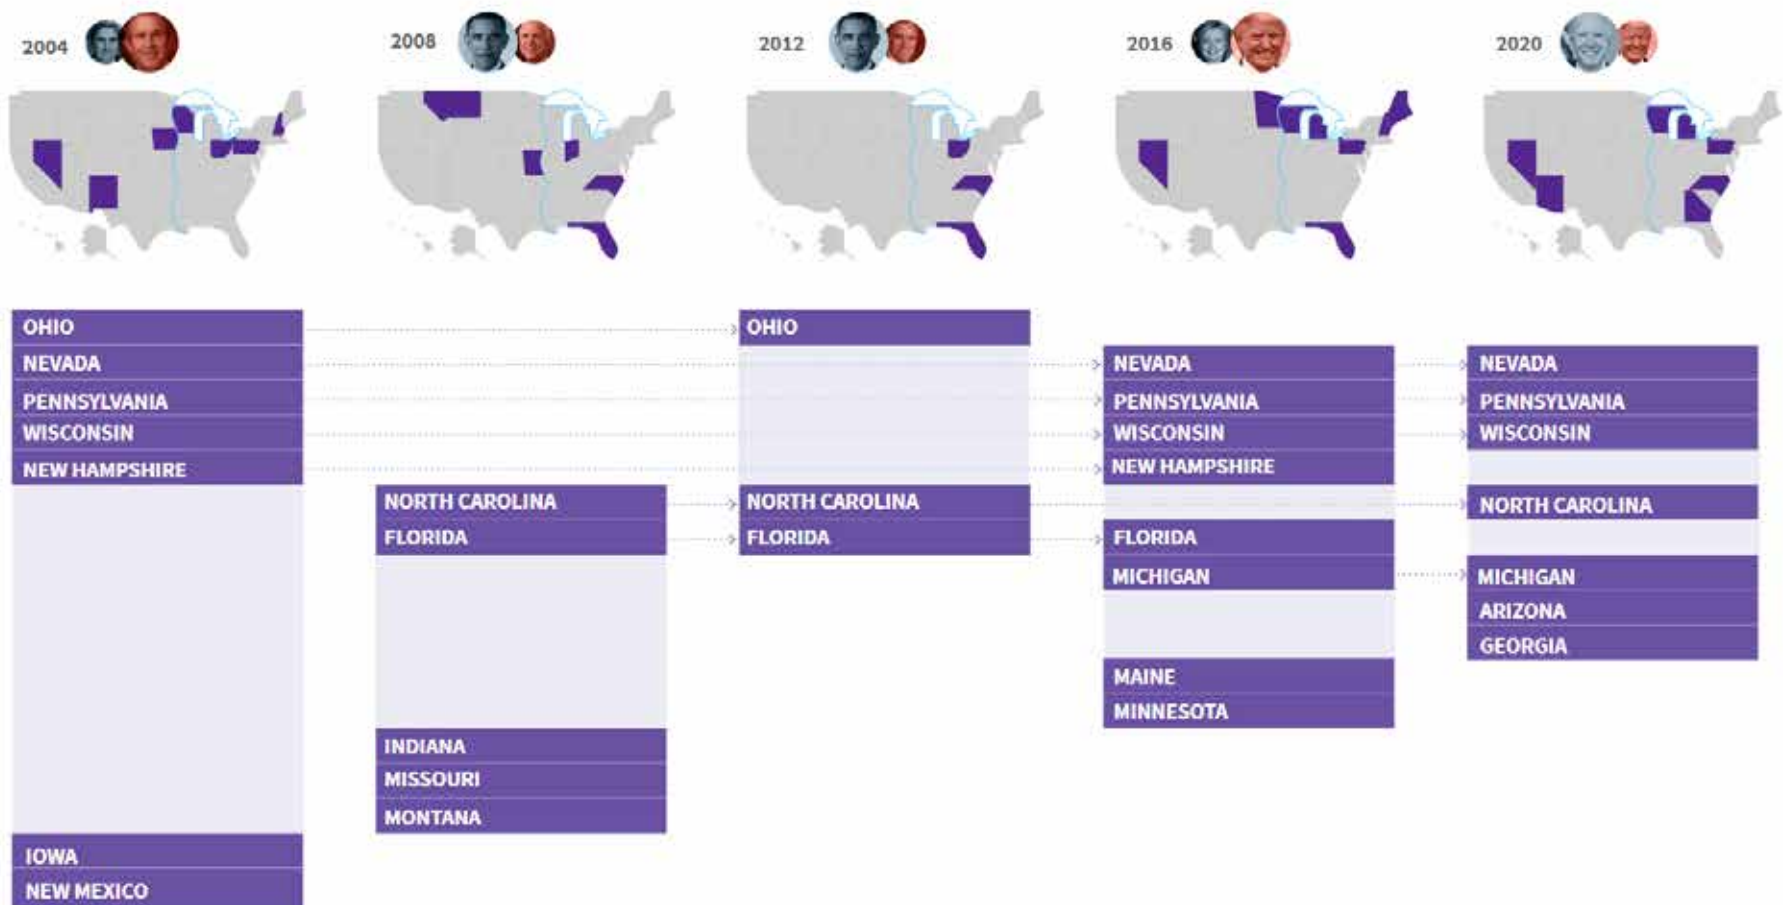 2004
2008
2012
2016
2020
OHIO
NEVADA
PENNSYLVANIA
WISCONSIN
NEW HAMPSHIRE
IOWA
NEW MEXICO
NORTH CAROLINA
FLORIDA
INDIANA
MISSOURI
MONTANA
OHIO
NORTH CAROLINA
FLORIDA
NEVADA
PENNSYLVANIA
WISCONSIN
NEW HAMPSHIRE
FLORIDA
MICHIGAN
MAINE
MINNESOTA
NEVADA
PENNSYLVANIA
WISCONSIN
NORTH CAROLINA
MICHIGAN
ARIZONA
GEORGIA